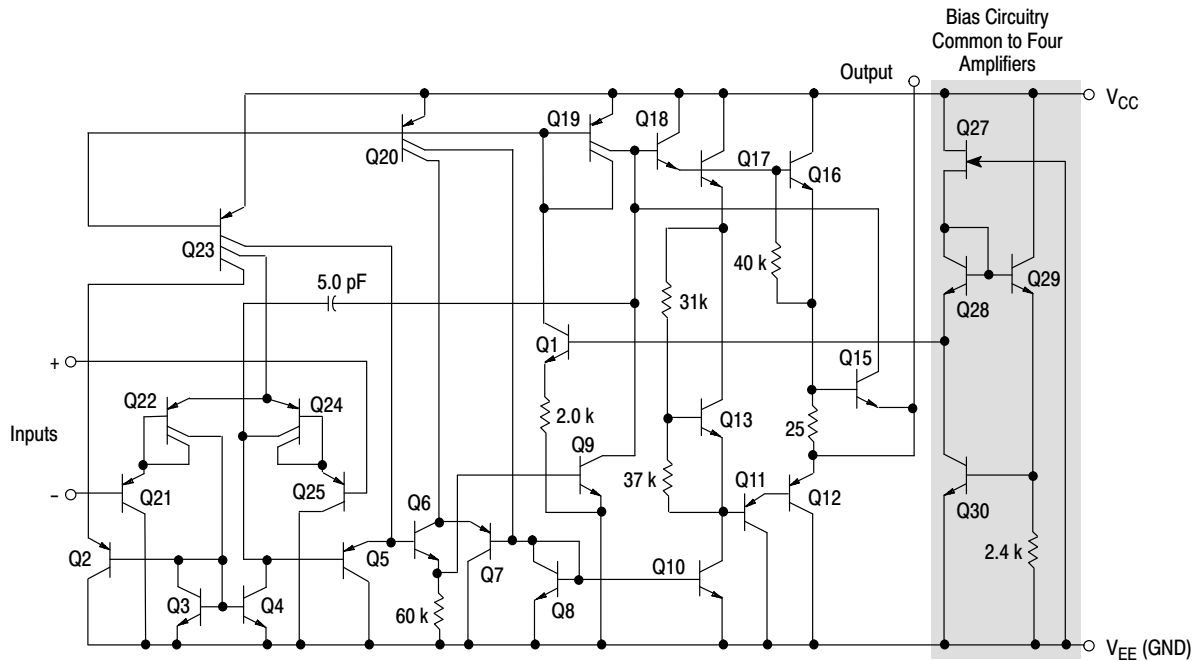 Bias Circuitry
Common to Four
Amplifiers
Output
VCC
Q19
Q18
Q27
Q20
Q17
Q16
Q23
40 k
5.0 pF
31k
Q28
Q29
Q1
Q15
+
Q22
Q24
2.0 k
Q13
25
Inputs
Q9
37 k
Q11
−
Q21
Q25
Q6
Q12
Q30
Q2
Q5
Q7
Q10
2.4 k
Q3
Q4
60 k
Q8
VEE (GND)